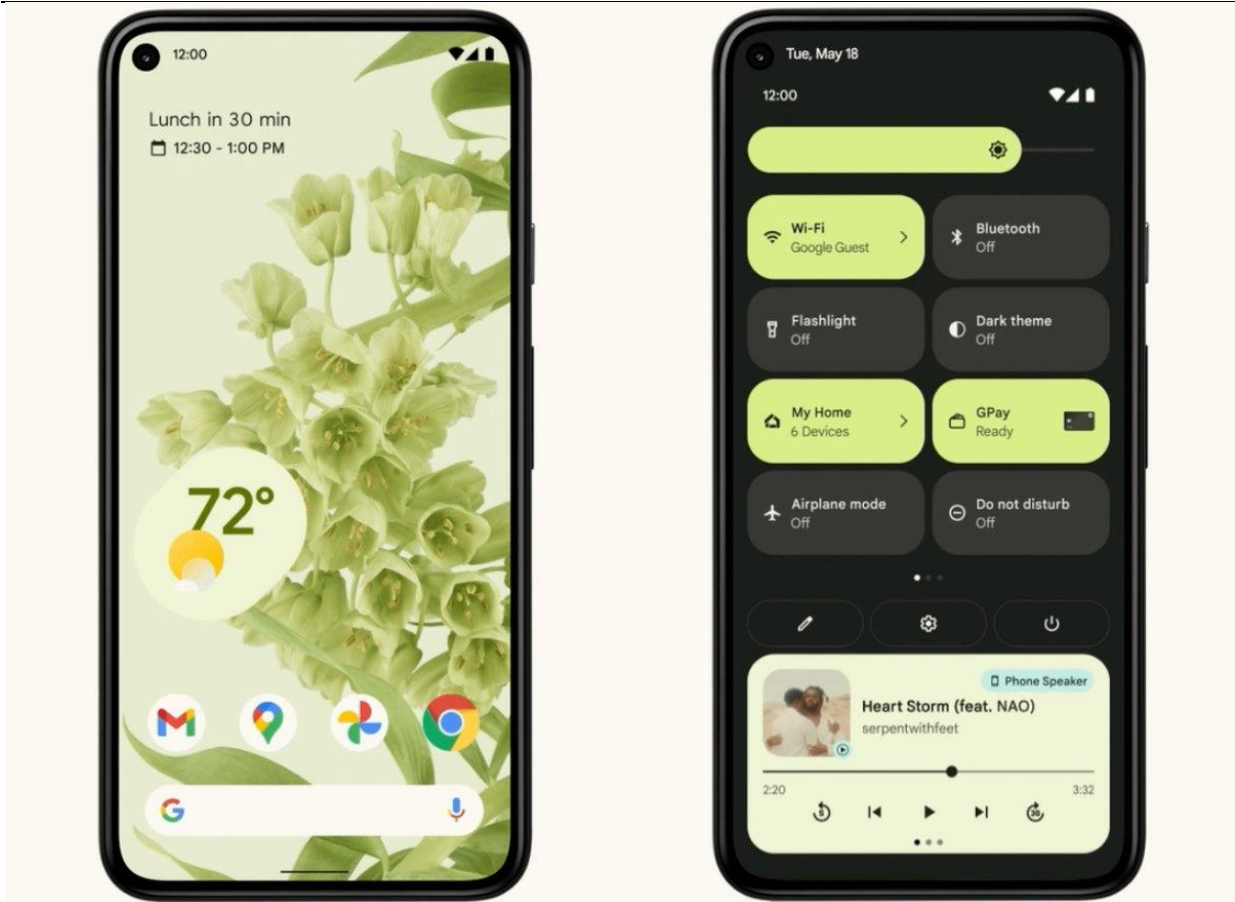 12:00
Lunch in 30 min
12:30 - 1:00 PM
72°
G
Tue, May 18
12:00
Wi-Fi
Google Guest
Bluetooth
Off
Flashlight
Off
Dark theme
Off
My Home
6 Devices
GPay
Ready
Airplane mode
Off
Do not disturb
Off
Phone Speaker
Heart Storm (feat. NAO)
serpentwithfeet
2:20
3:32
5
30